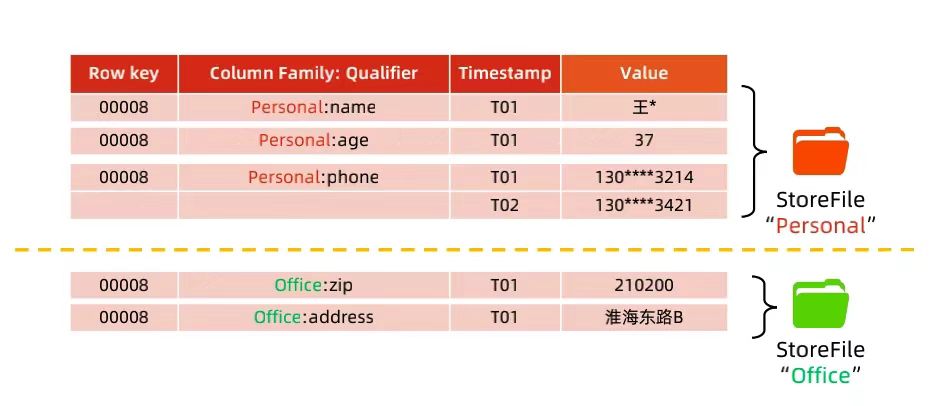 Row key Column Family: Qualifier Timestamp Value
00008 Personal:name T01 王*
00008 Personal:age T01 37
00008 Personal:phone T01 130****3214
T02 130****3421
StoreFile
“Personal”
00008 Office:zip T01 210200
00008 Office:address T01 淮海东路B
StoreFile
“Office”